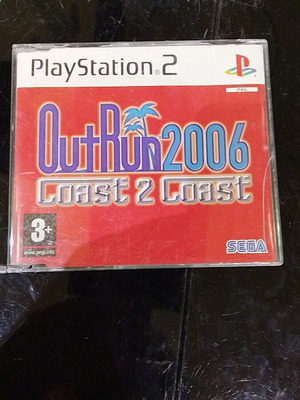 PlayStation®2
PAL
OutRun2006
Coast 2 Coast
3+
www.pegi.info
SEGA